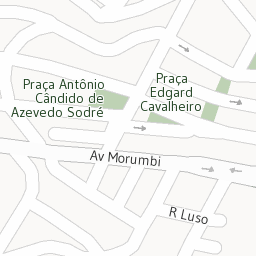 Praça Antônio
Cândido de
Azevedo Sodré
Praça
Edgard
Cavalheiro
Av Morumbi
R Luso